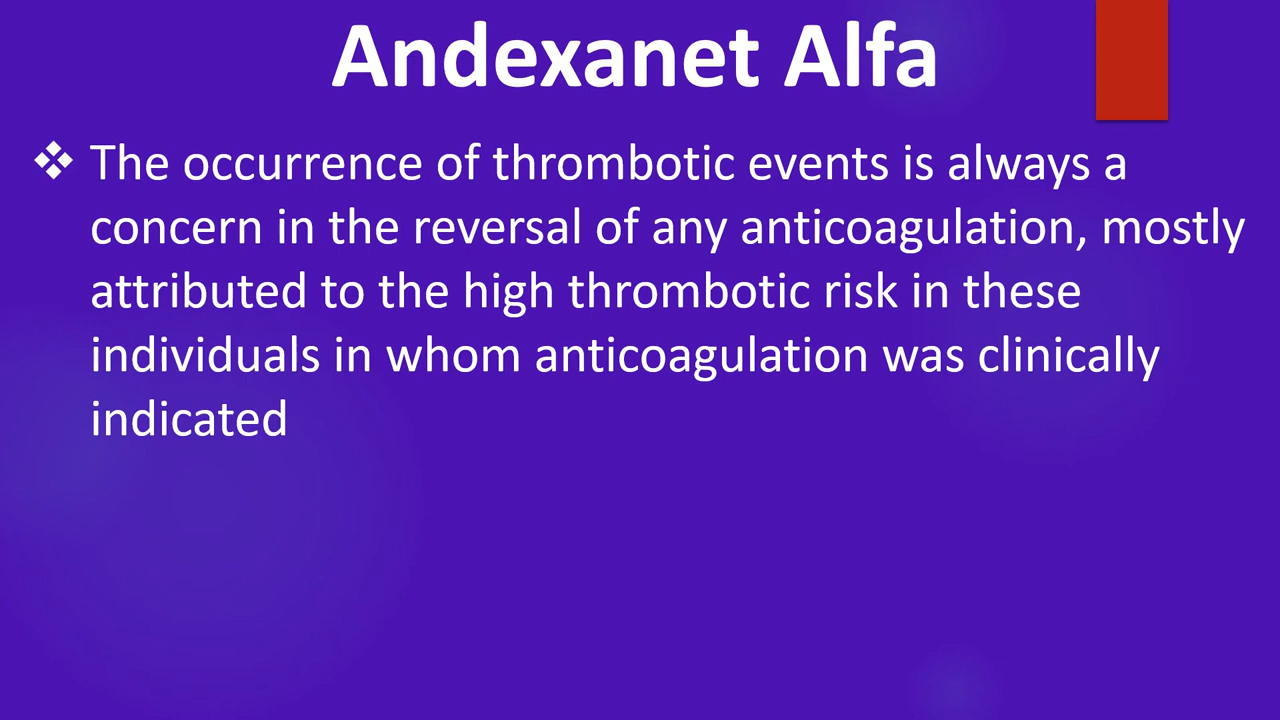 Andexanet Alfa
❖ The occurrence of thrombotic events is always a
concern in the reversal of any anticoagulation, mostly
attributed to the high thrombotic risk in these
individuals in whom anticoagulation was clinically
indicated